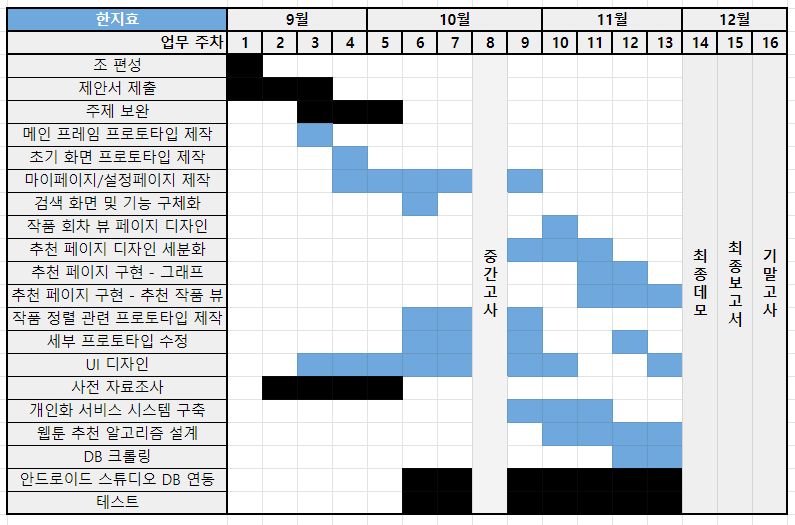 한지효 9월 10월 11월 12월
업무 주차 1 2 3 4 5 6 7 8 9 10 11 12 13 14 15 16
조 편성
제안서 제출
주제 보완
메인 프레임 프로토타입 제작
초기 화면 프로토타입 제작
마이페이지/설정페이지 제작
검색 화면 및 기능 구체화
작품 회차 뷰 페이지 디자인
추천 페이지 디자인 세분화
추천 페이지 구현 - 그래프
추천 페이지 구현 - 추천 작품 뷰
작품 정렬 관련 프로토타입 제작
세부 프로토타입 수정
UI 디자인
사전 자료조사
개인화 서비스 시스템 구축
웹툰 추천 알고리즘 설계
DB 크롤링
안드로이드 스튜디오 DB 연동
테스트
중간고사
최종데모
최종보고서
기말고사